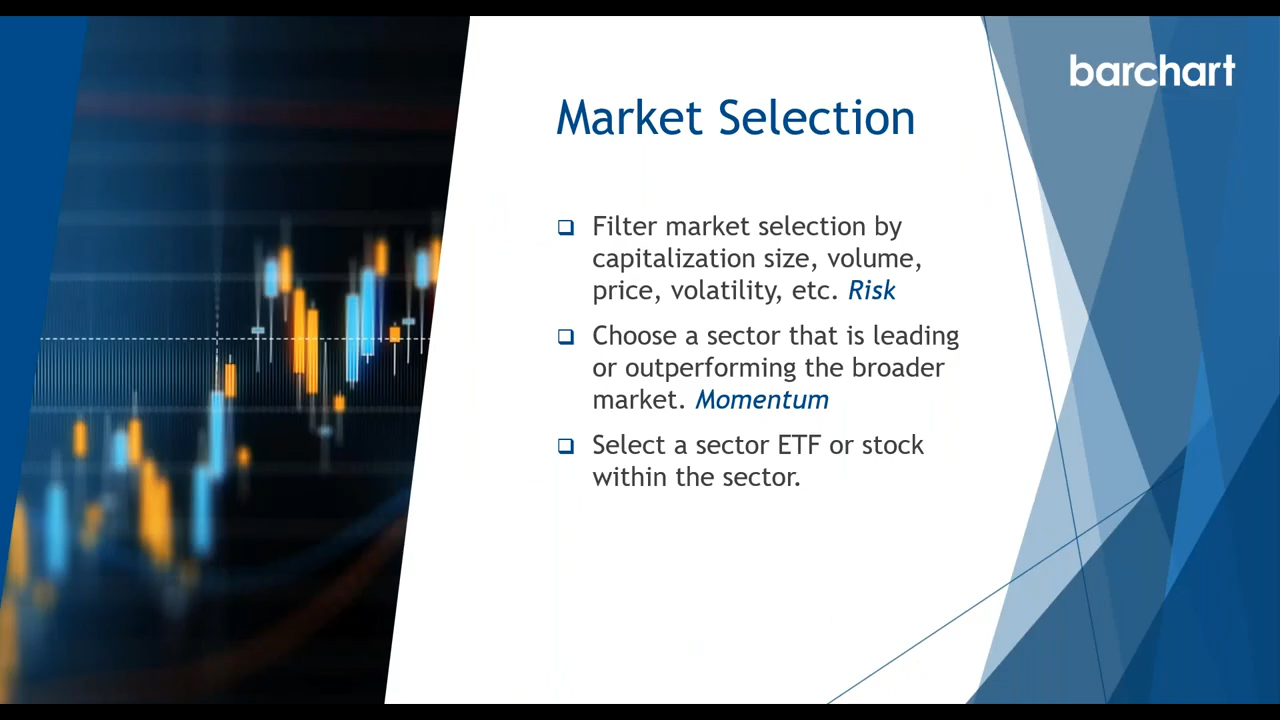 barchart
Market Selection
Filter market selection by
capitalization size, volume,
price, volatility, etc. Risk
Choose a sector that is leading
or outperforming the broader
market. Momentum
Select a sector ETF or stock
within the sector.